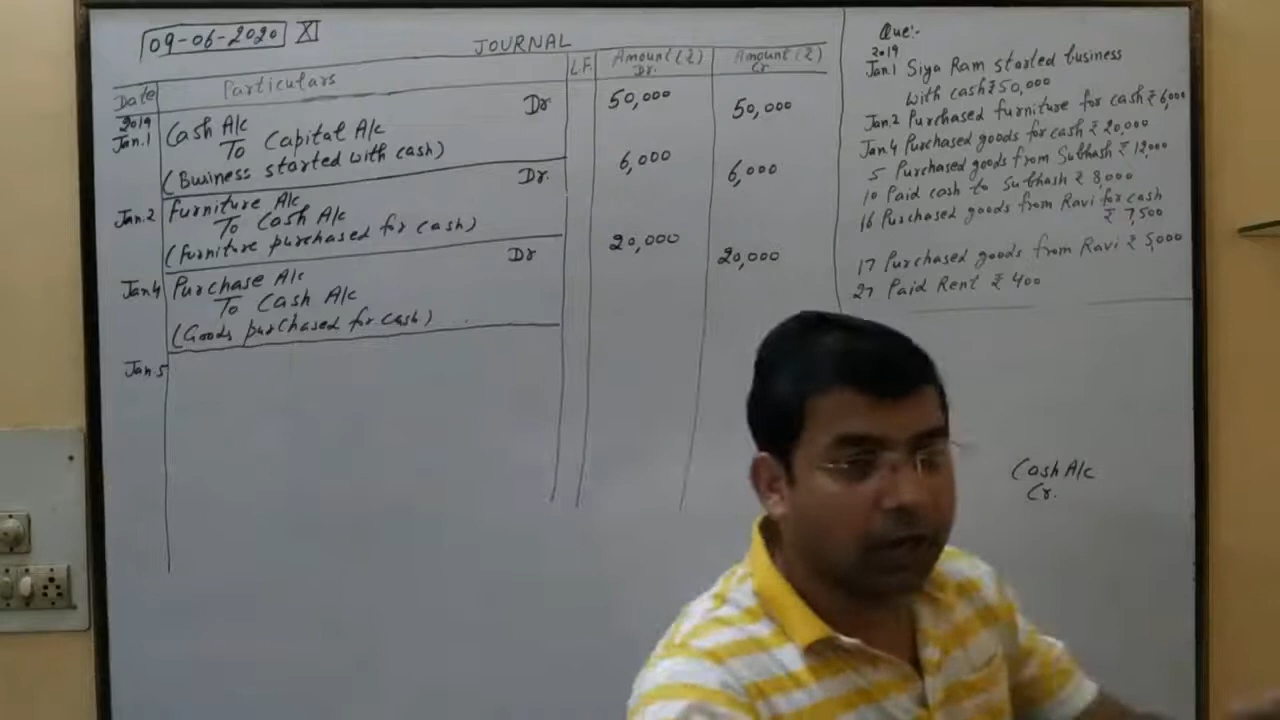 09-06-2020 XI
JOURNAL
Date Particulars L.F. Amount (₹) Dr. Amount (₹) Cr.
2019
Jan.1 Cash A/c Dr 50,000
To Capital A/c 50,000
(Business started with cash)
Jan.2 Furniture A/c Dr. 6,000
To Cash A/c 6,000
(Furniture purchased for cash)
Jan4 Purchase A/c Dr 20,000
To Cash A/c 20,000
(Goods purchased for cash)
Jan 5
Que:-
2019
Jan.1 Siya Ram started business
with cash ₹50,000
Jan.2 Purchased furniture for cash ₹ 6,000
Jan.4 Purchased goods for cash ₹ 20,000
5 Purchased goods from Subhash ₹ 12,000
10 Paid cash to Subhash ₹ 8,000
16 Purchased goods from Ravi for cash
₹ 7,500
17 Purchased goods from Ravi ₹ 5,000
27 Paid Rent ₹ 400
Cash A/c
Cr.